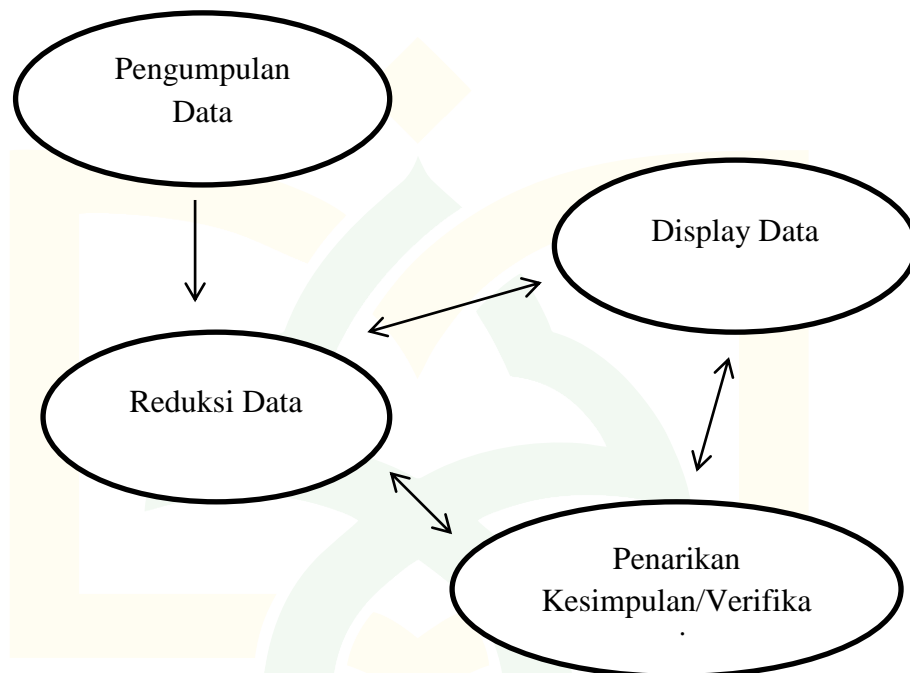 Pengumpulan
Data
Display Data
Reduksi Data
Penarikan
Kesimpulan/Verifika